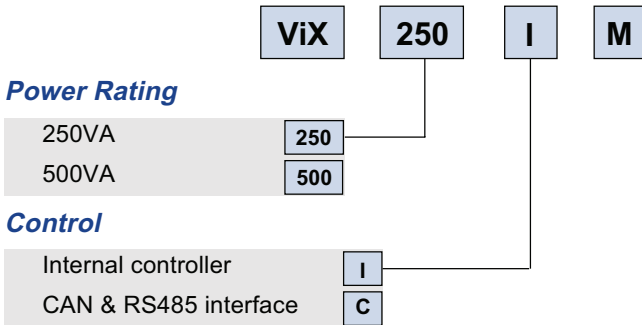 ViX 250 I M
Power Rating
250VA 250
500VA 500
Control
Internal controller I
CAN & RS485 interface C